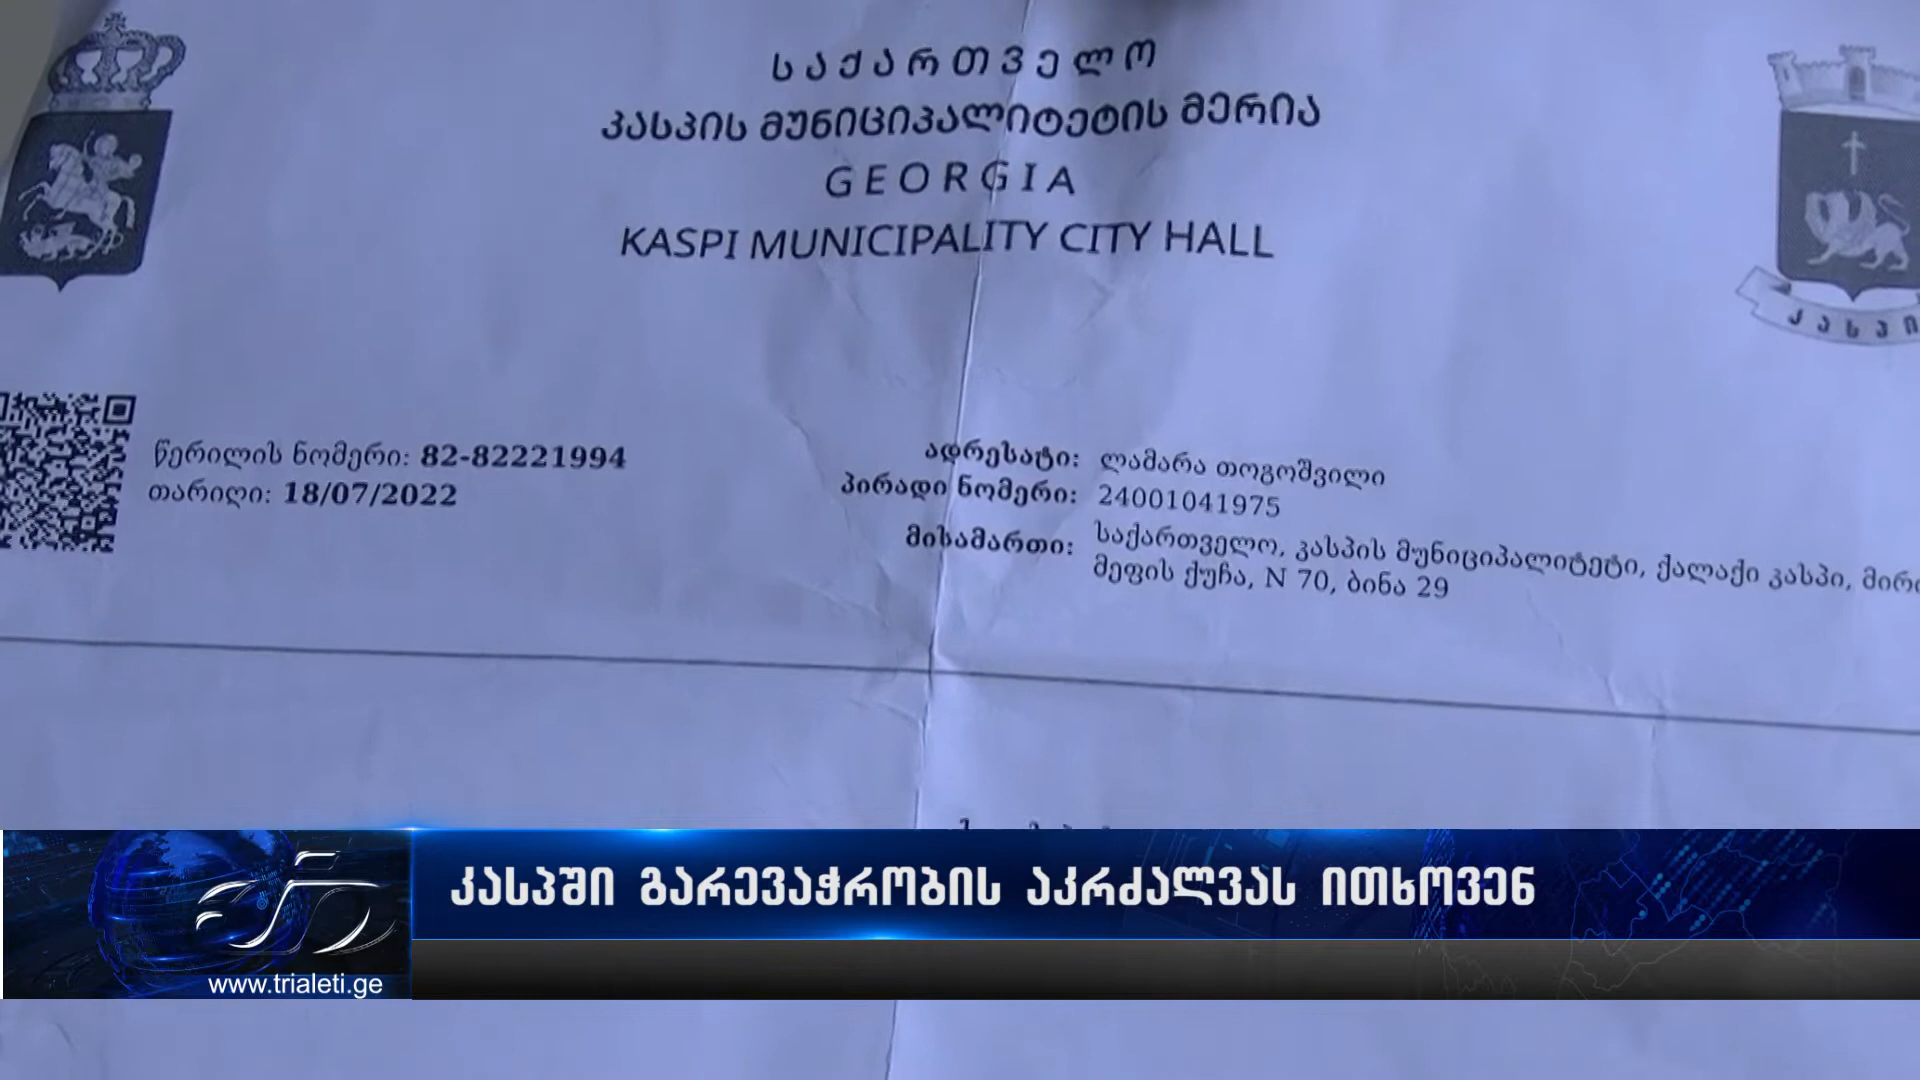 საქართველო
კასპის მუნიციპალიტეტის მერია
GEORGIA
KASPI MUNICIPALITY CITY HALL
კასპი
წერილის ნომერი: 82-82221994
თარიღი: 18/07/2022
ადრესატი: ლამარა თოგოშვილი
პირადი ნომერი: 24001041975
მისამართი: საქართველო, კასპის მუნიციპალიტეტი, ქალაქი კასპი,
მეფის ქუჩა, N 70, ბინა 29
კასპში გარევაჭრობის აკრძალვას ითხოვენ
www.trialeti.ge